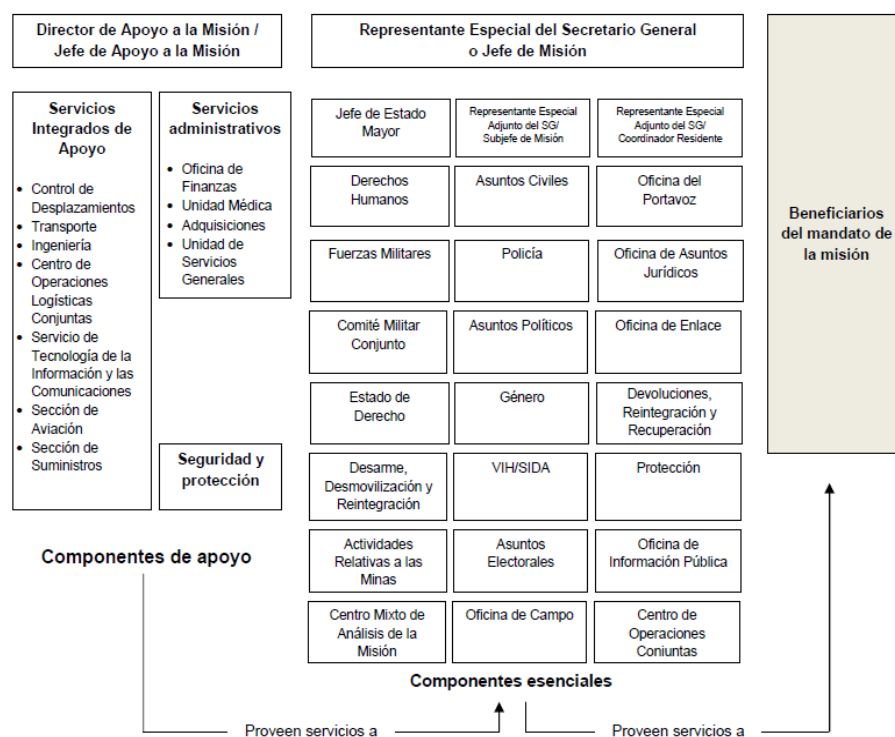 Director de Apoyo a la Misión /
Jefe de Apoyo a la Misión
Representante Especial del Secretario General
o Jefe de Misión
Servicios
Integrados de
Apoyo
• Control de
Desplazamientos
• Transporte
• Ingeniería
• Centro de
Operaciones
Logísticas
Conjuntas
• Servicio de
Tecnología de la
Información y las
Comunicaciones
• Sección de
Aviación
• Sección de
Suministros
Servicios
administrativos
• Oficina de
Finanzas
• Unidad Médica
• Adquisiciones
• Unidad de
Servicios
Generales
Seguridad y
protección
Componentes de apoyo
Jefe de Estado
Mayor
Representante Especial
Adjunto del SG/
Subjefe de Misión
Representante Especial
Adjunto del SG/
Coordinador Residente
Derechos
Humanos
Asuntos Civiles
Oficina del
Portavoz
Fuerzas Militares
Policía
Oficina de Asuntos
Jurídicos
Comité Militar
Conjunto
Asuntos Políticos
Oficina de Enlace
Estado de
Derecho
Género
Devoluciones,
Reintegración y
Recuperación
Desarme,
Desmovilización y
Reintegración
VIH/SIDA
Protección
Actividades
Relativas a las
Minas
Asuntos
Electorales
Oficina de
Información Pública
Centro Mixto de
Análisis de la
Misión
Oficina de Campo
Centro de
Operaciones
Coniuntas
Componentes esenciales
Beneficiarios
del mandato de
la misión
Proveen servicios a
Proveen servicios a